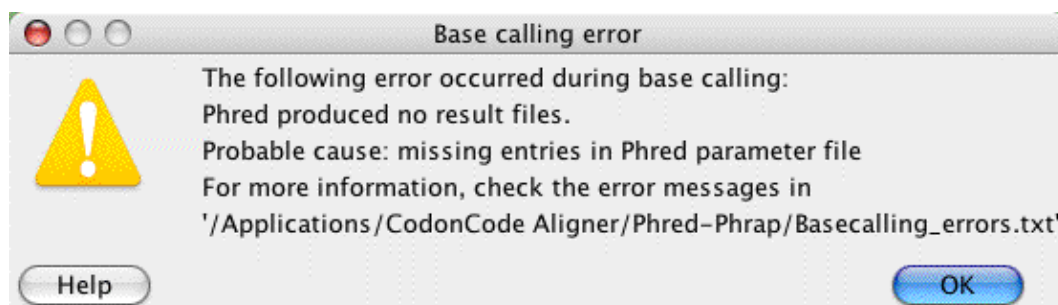 Base calling error
The following error occurred during base calling:
Phred produced no result files.
Probable cause: missing entries in Phred parameter file
For more information, check the error messages in
'/Applications/CodonCode Aligner/Phred-Phrap/Basecalling_errors.txt'
Help
OK